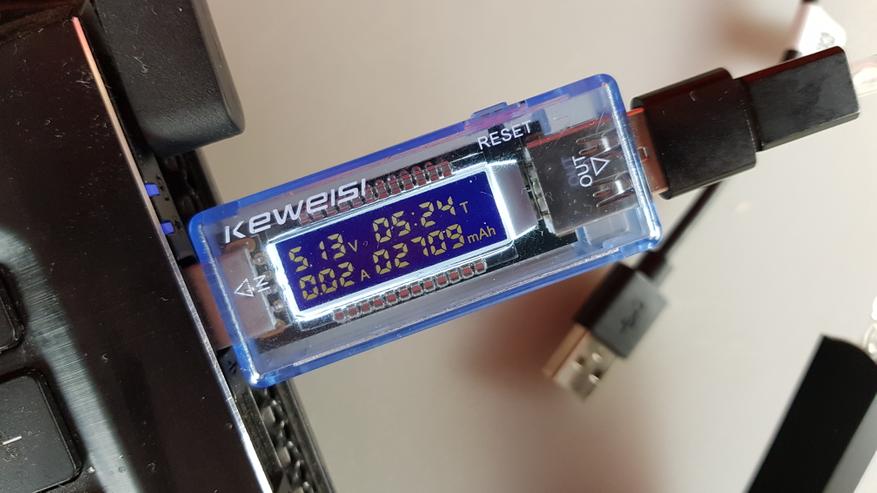 RESET
OUT
KEWEISI
5.13V 05:24T
0.02A 02709mAh
IN